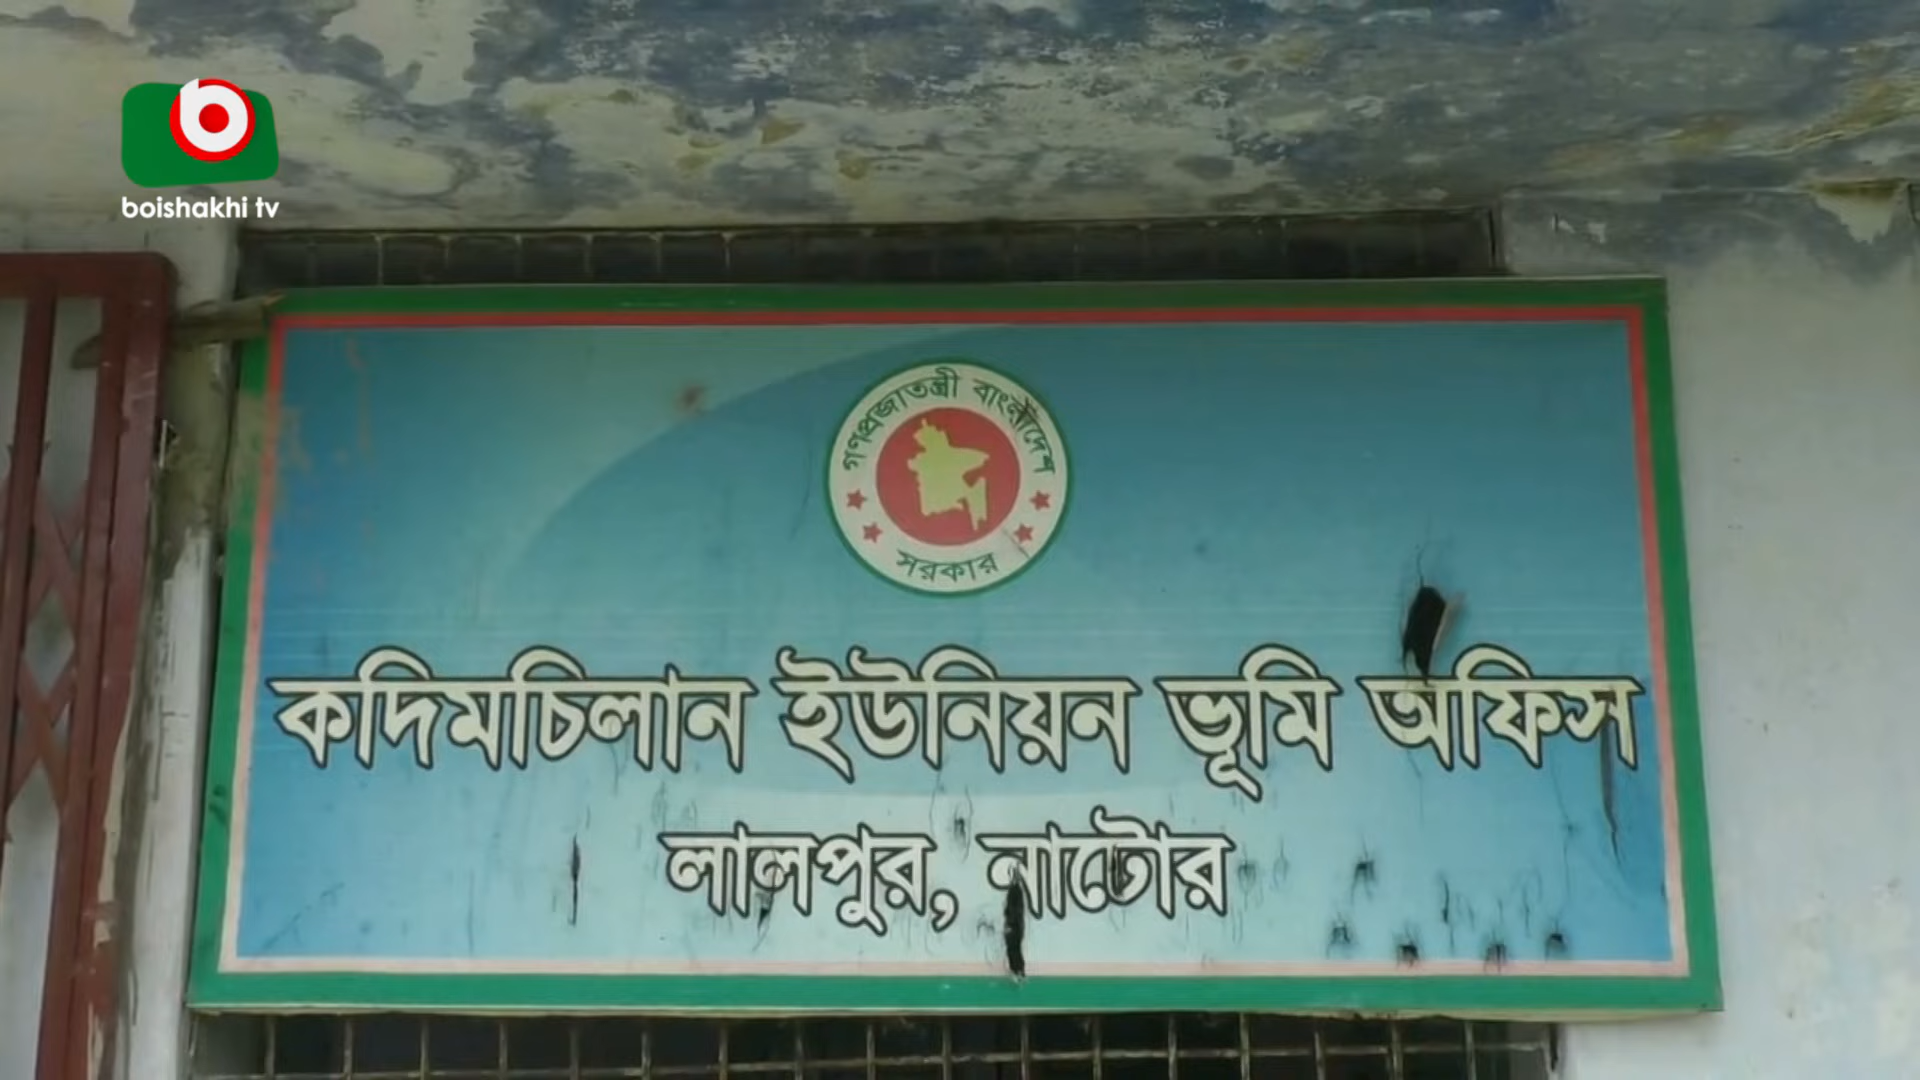 boishakhi tv
গণপ্রজাতন্ত্রী বাংলাদেশ
সরকার
কদিমচিলান ইউনিয়ন ভূমি অফিস
লালপুর, নাটোর